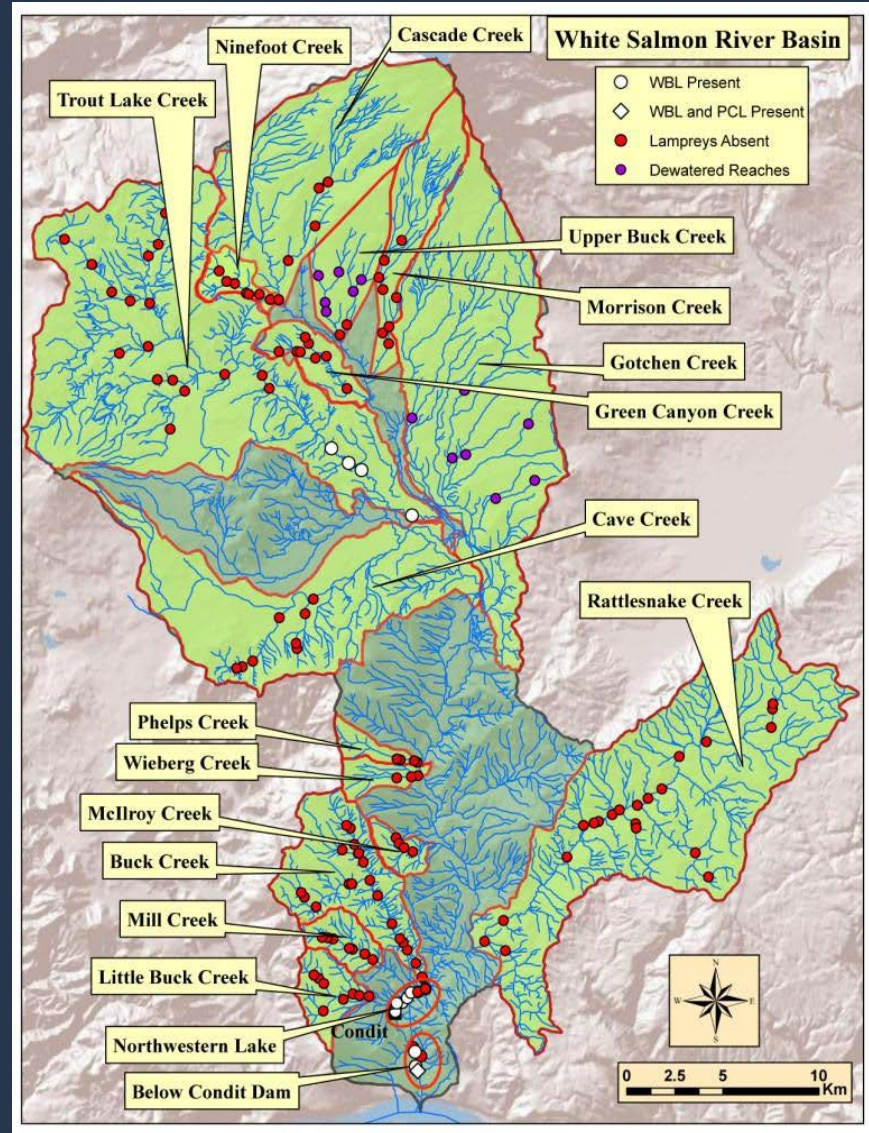 White Salmon River Basin
WBL Present
WBL and PCL Present
Lampreys Absent
Dewatered Reaches
Ninefoot Creek
Cascade Creek
Trout Lake Creek
Upper Buck Creek
Morrison Creek
Gotchen Creek
Green Canyon Creek
Cave Creek
Rattlesnake Creek
Phelps Creek
Wieberg Creek
McIlroy Creek
Buck Creek
Mill Creek
Little Buck Creek
Condit
Northwestern Lake
Below Condit Dam
N
W E
S
0 2.5 5 10
Km